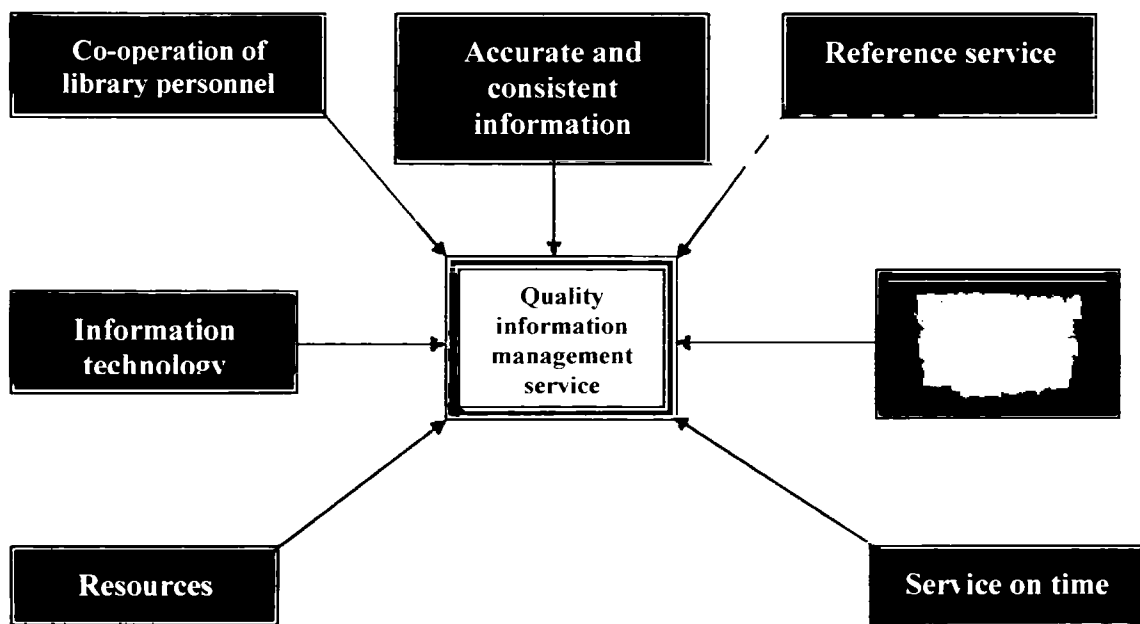 Co-operation of
library personnel
Accurate and
consistent
information
Reference service
Information
technology
Quality
information
management
service
Resources
Service on time